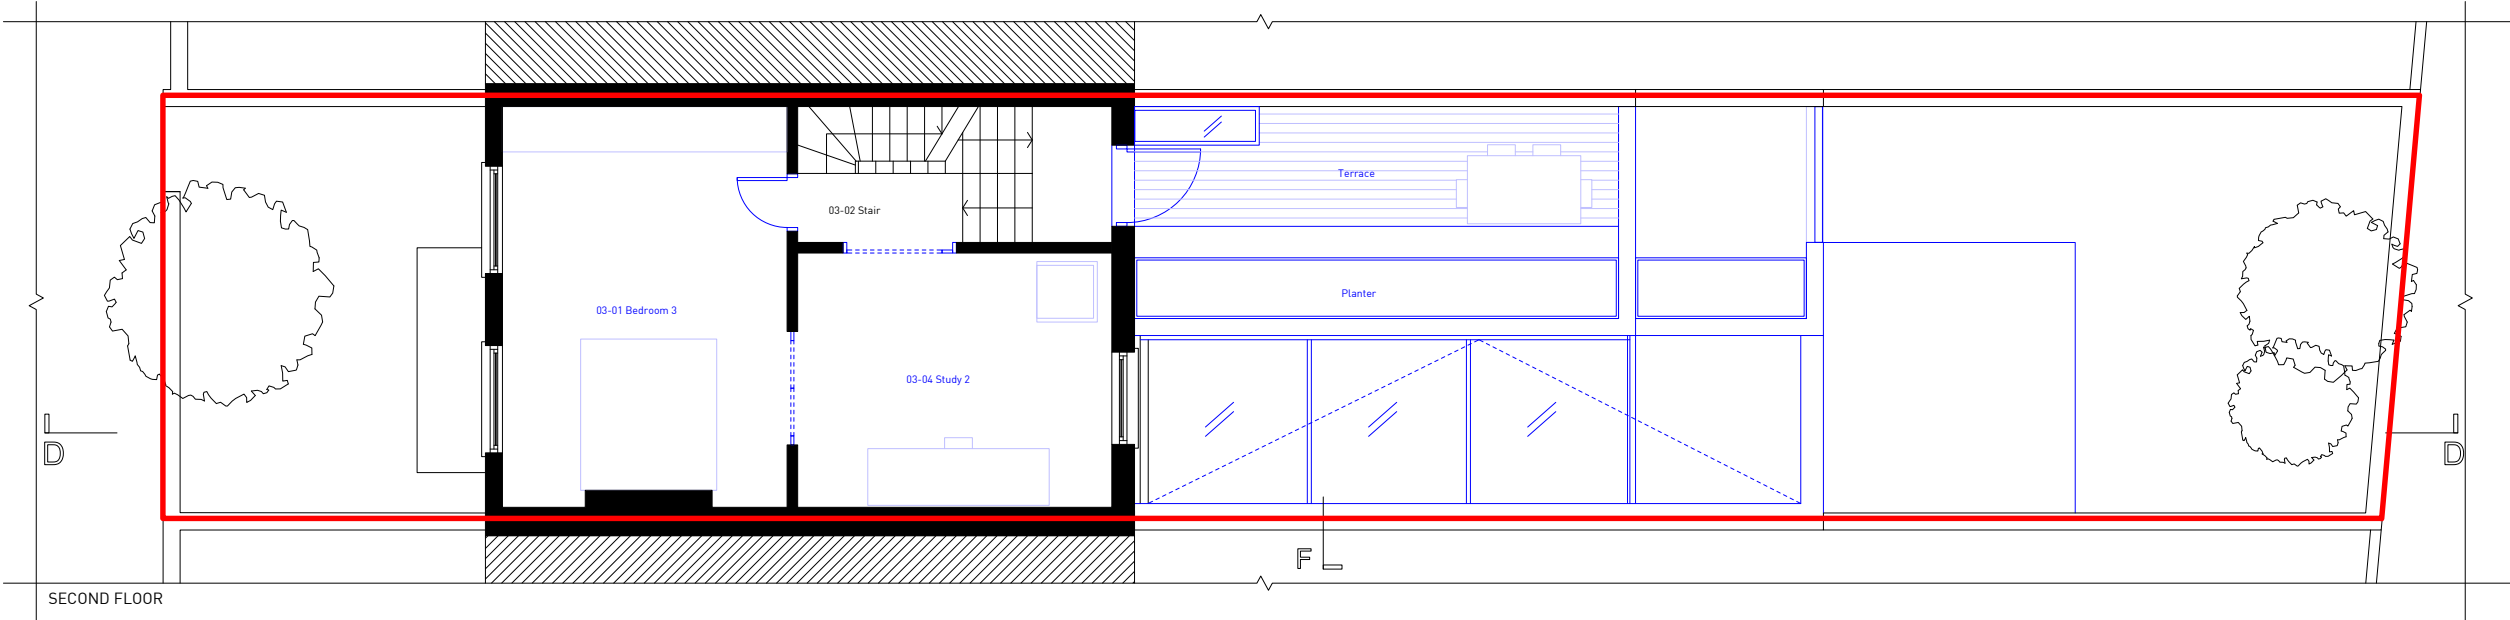 Terrace
03-02 Stair
Planter
03-01 Bedroom 3
03-04 Study 2
D
D
F
SECOND FLOOR